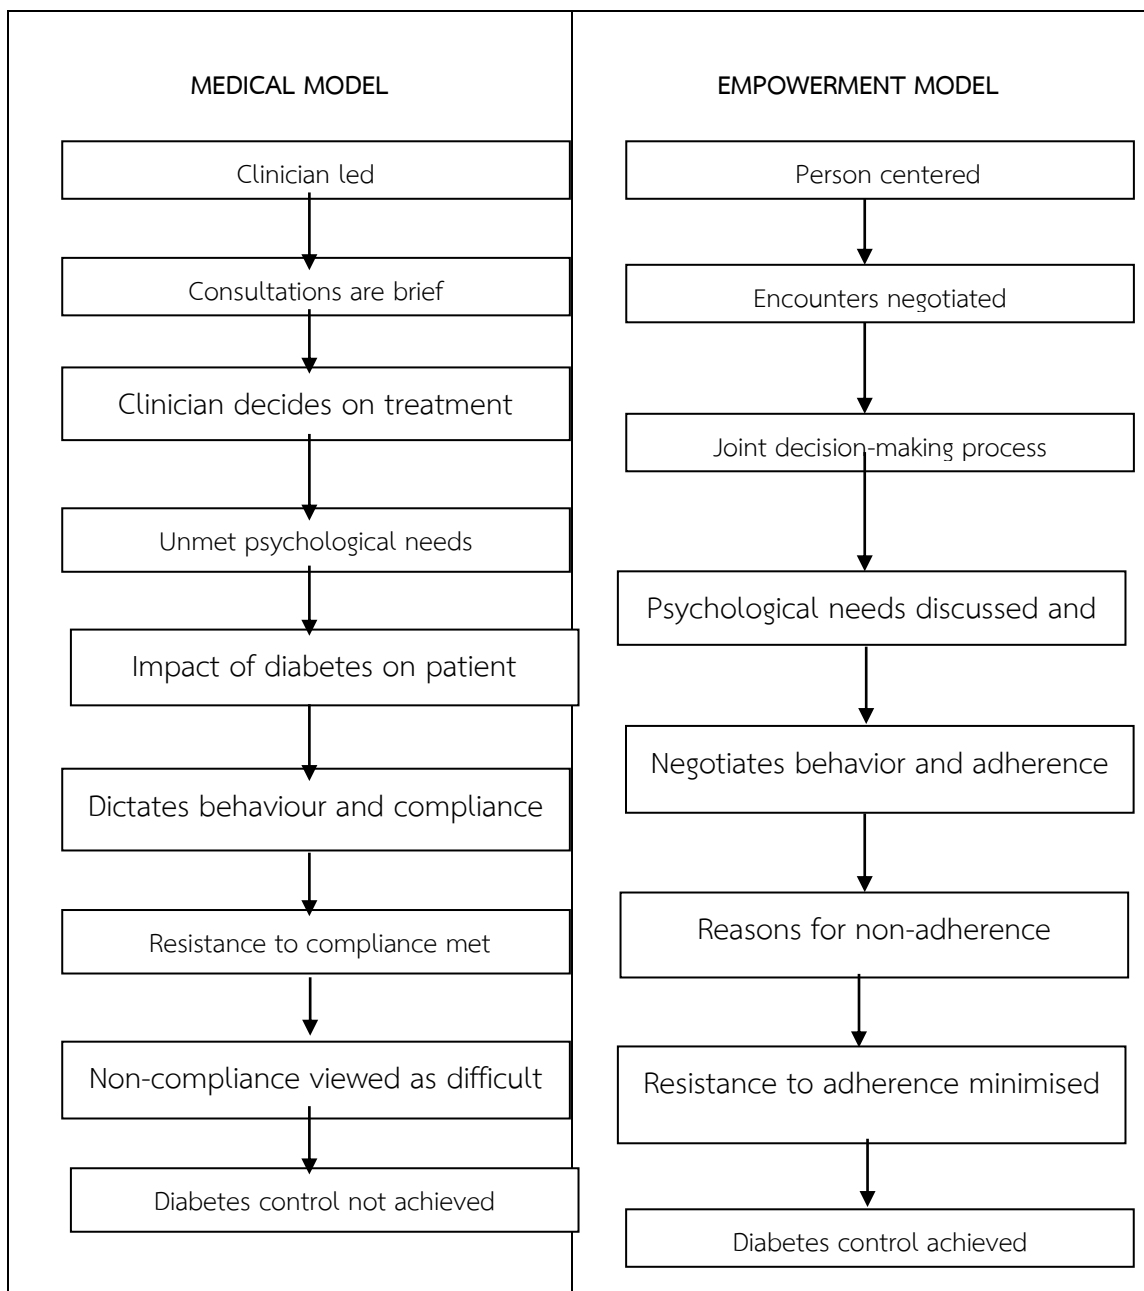 MEDICAL MODEL
Clinician led
Consultations are brief
Clinician decides on treatment
Unmet psychological needs
Impact of diabetes on patient
Dictates behaviour and compliance
Resistance to compliance met
Non-compliance viewed as difficult
Diabetes control not achieved
EMPOWERMENT MODEL
Person centered
Encounters negotiated
Joint decision-making process
Psychological needs discussed and
Negotiates behavior and adherence
Reasons for non-adherence
Resistance to adherence minimised
Diabetes control achieved